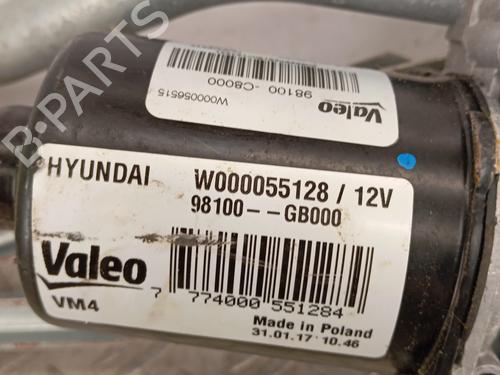 W000056515
98100 -C8000
Valeo
HYUNDAI W000055128 / 12V
98100--GB000
Valeo
VM4
7 774000 551284
Made in Poland
31.01.17 10.46
B-PARTS